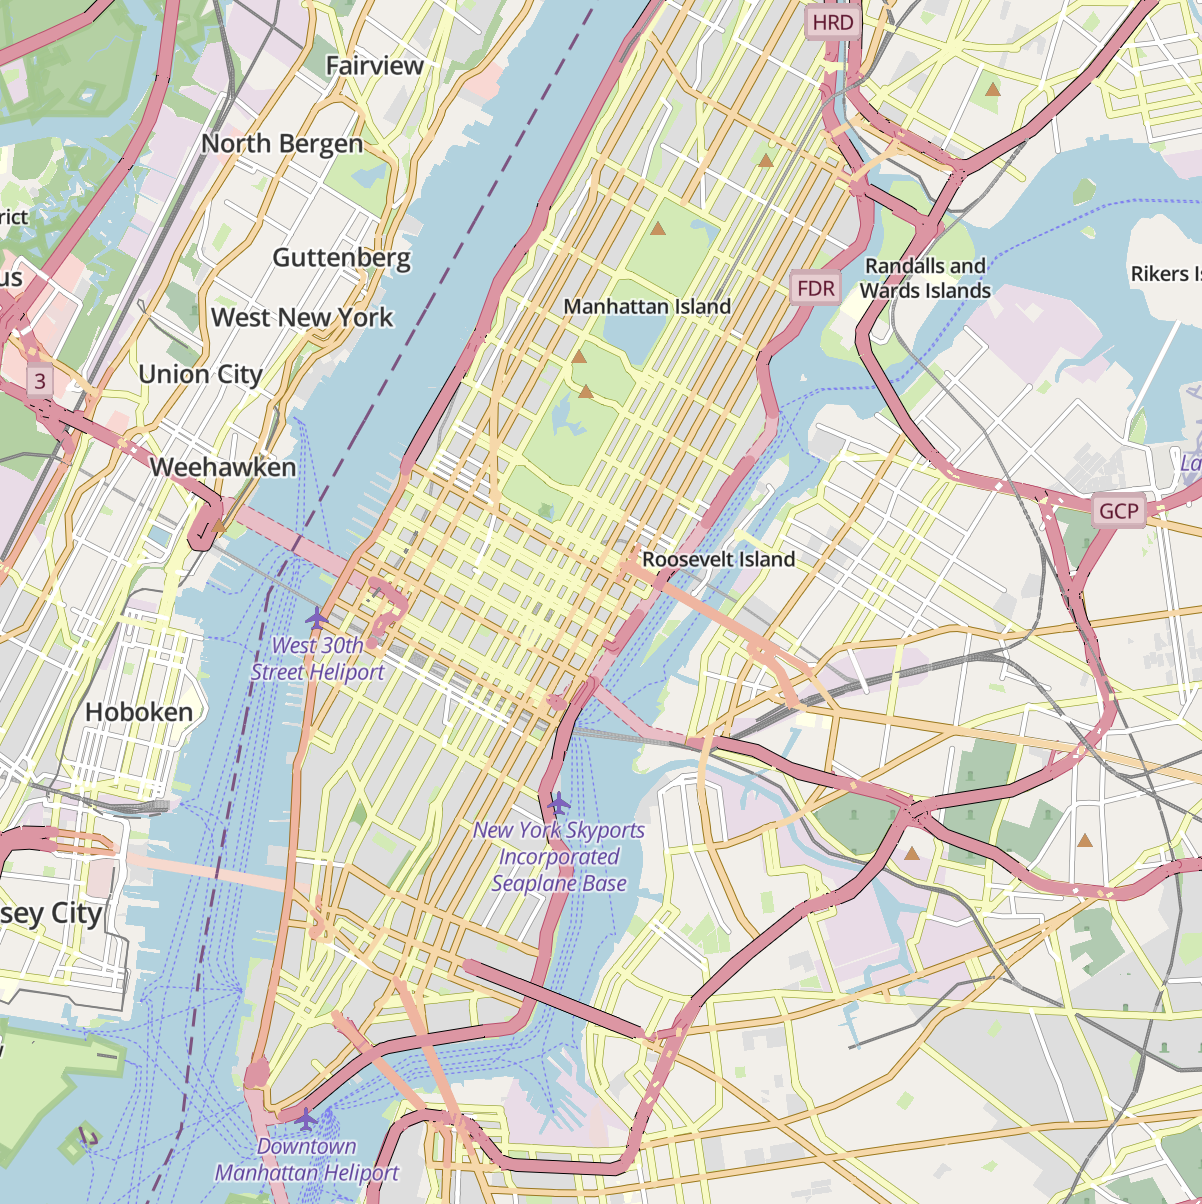 HRD
Fairview
North Bergen
rict
Guttenberg
Randalls and
Wards Islands
Rikers Is
us
FDR
Manhattan Island
West New York
Union City
3
Weehawken
La
GCP
Roosevelt Island
West 30th
Street Heliport
Hoboken
New York Skyports
Incorporated
Seaplane Base
sey City
Downtown
Manhattan Heliport